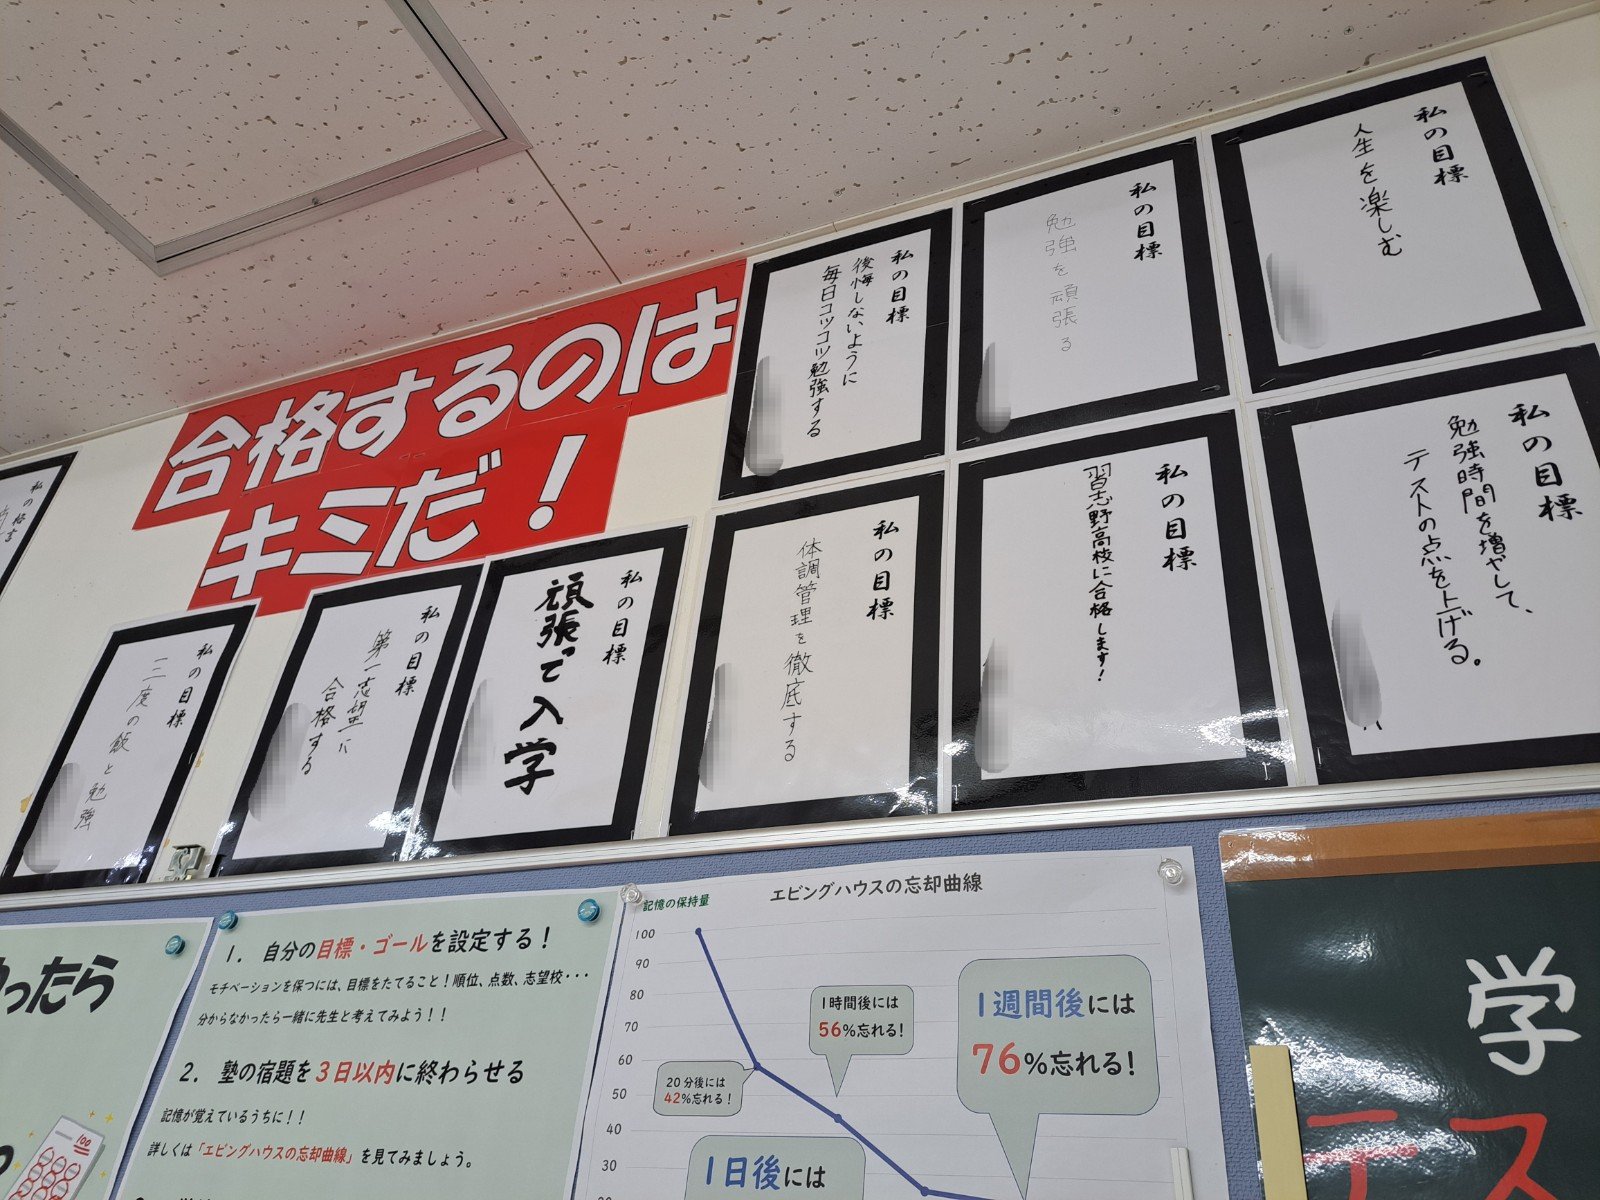 合格するのは
キミだ！
私の目標
後悔しないように
毎日コツコツ勉強する
私の目標
勉強を頑張る
私の目標
人生を楽しむ
私の目標
三度の飯と勉強
私の目標
第一志望に
合格する
私の目標
頑張って入学
私の目標
体調管理を徹底する
私の目標
習志野高校に合格します！
私の目標
勉強時間を増やして、
テストの点を上げる。
ったら
1. 自分の目標・ゴールを設定する！
モチベーションを保つには、目標をたてること！順位、点数、志望校・・・
分からなかったら一緒に先生と考えてみよう！！
2. 塾の宿題を3日以内に終わらせる
記憶が覚えているうちに！！
詳しくは「エビングハウスの忘却曲線」を見てみましょう。
100
エビングハウスの忘却曲線
記憶の保持量
100
90
80
70
60
50
40
30
20分後には
42%忘れる！
1時間後には
56%忘れる！
1週間後には
76%忘れる！
1日後には
学
テス